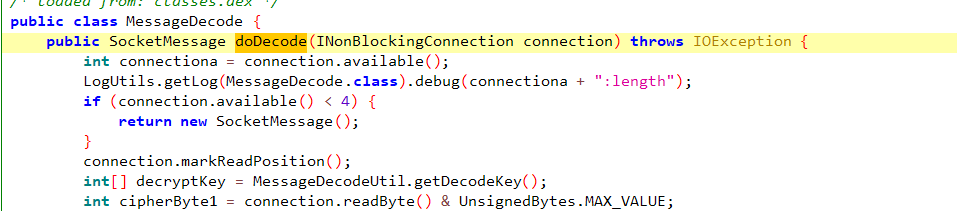 /* loaded from: classes.dex */
public class MessageDecode {
    public SocketMessage doDecode(INonBlockingConnection connection) throws IOException {
        int connectiona = connection.available();
        LogUtils.getLog(MessageDecode.class).debug(connectiona + ":length");
        if (connection.available() < 4) {
            return new SocketMessage();
        }
        connection.markReadPosition();
        int[] decryptKey = MessageDecodeUtil.getDecodeKey();
        int cipherByte1 = connection.readByte() & UnsignedBytes.MAX_VALUE;